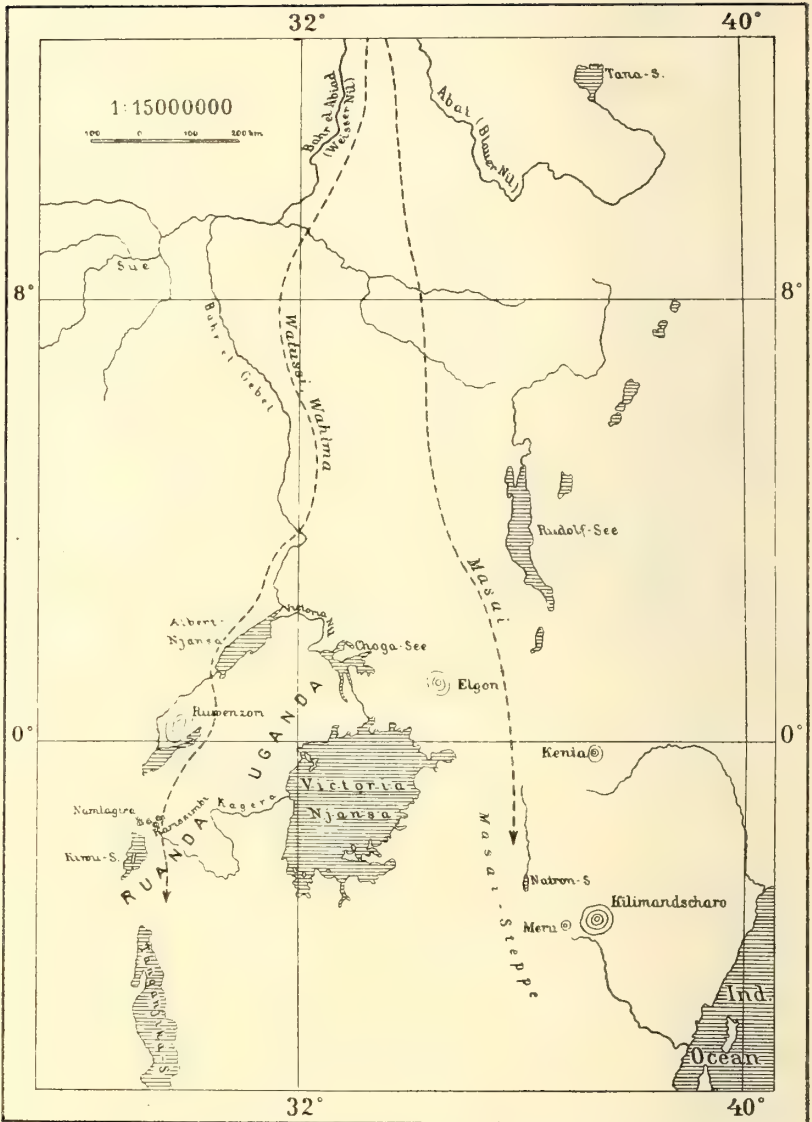 32° 40°
1:15000000
100 0 100 200 km
Bahr el Abiad
(Weisser Nil)
Abai (Blauer Nil)
Tana-S.
Sue
8° 8°
Bahr el Gebel
Watussi, Wahima
Rudolf-See
Masai
Albert-
Njansa
Victoria Nil
Choga-See
Elgon
Ruwenzori
UGANDA
0° 0°
Kenia
Victoria
Njansa
Kagera
Namlagira
Kiwu-S.
RUANDA
Masai-Steppe
Natron-S
Kilimandscharo
Meru
Tanganjika-S.
Ind.
Ocean
32° 40°